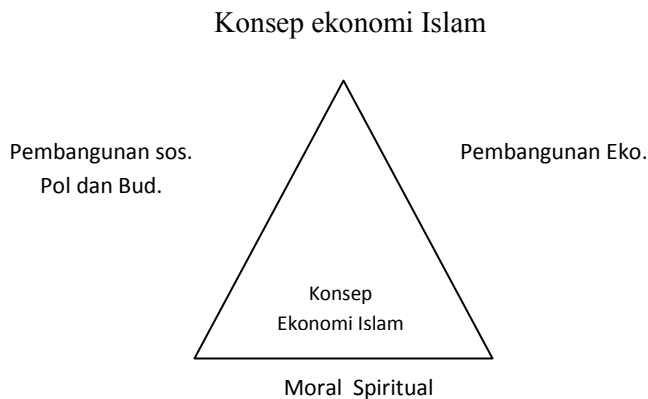 Konsep ekonomi Islam
Pembangunan sos.
Pol dan Bud.
Pembangunan Eko.
Konsep
Ekonomi Islam
Moral Spiritual